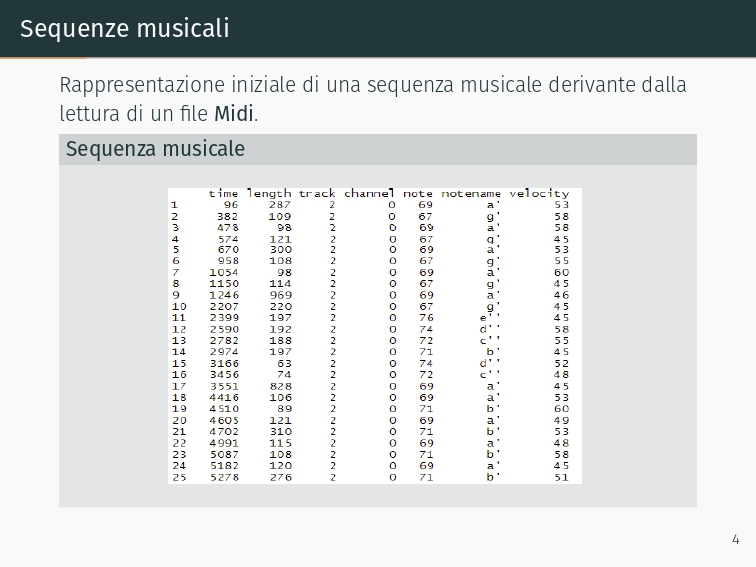 Sequenze musicali
Rappresentazione iniziale di una sequenza musicale derivante dalla
lettura di un file Midi.
Sequenza musicale
time length track channel note notename velocity
1 96 287 2 0 69 a' 53
2 382 109 2 0 67 g' 58
3 478 98 2 0 69 a' 58
4 574 121 2 0 67 g' 45
5 670 300 2 0 69 a' 53
6 958 108 2 0 67 g' 55
7 1054 98 2 0 69 a' 60
8 1150 114 2 0 67 g' 45
9 1246 969 2 0 69 a' 46
10 2207 220 2 0 67 g' 45
11 2399 197 2 0 76 e'' 45
12 2590 192 2 0 74 d'' 58
13 2782 188 2 0 72 c'' 55
14 2974 197 2 0 71 b' 45
15 3166 63 2 0 74 d'' 52
16 3456 74 2 0 72 c'' 48
17 3551 828 2 0 69 a' 45
18 4416 106 2 0 69 a' 53
19 4510 89 2 0 71 b' 60
20 4605 121 2 0 69 a' 49
21 4702 310 2 0 71 b' 53
22 4991 115 2 0 69 a' 48
23 5087 108 2 0 71 b' 58
24 5182 120 2 0 69 a' 45
25 5278 276 2 0 71 b' 51
4